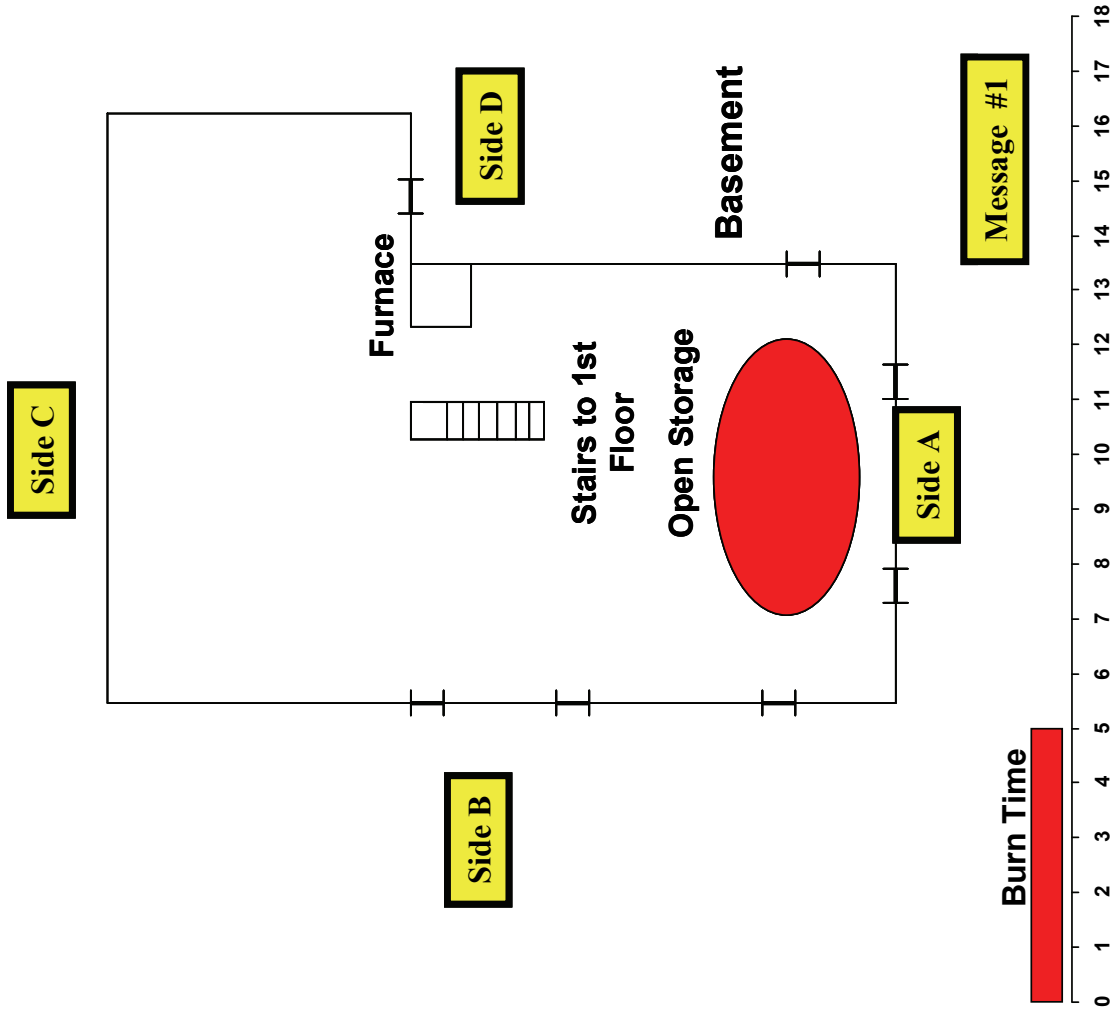 Side C
Furnace
Side D
Stairs to 1st
Floor
Basement
Open Storage
Side B
Side A
Message #1
Burn Time
0 1 2 3 4 5 6 7 8 9 10 11 12 13 14 15 16 17 18